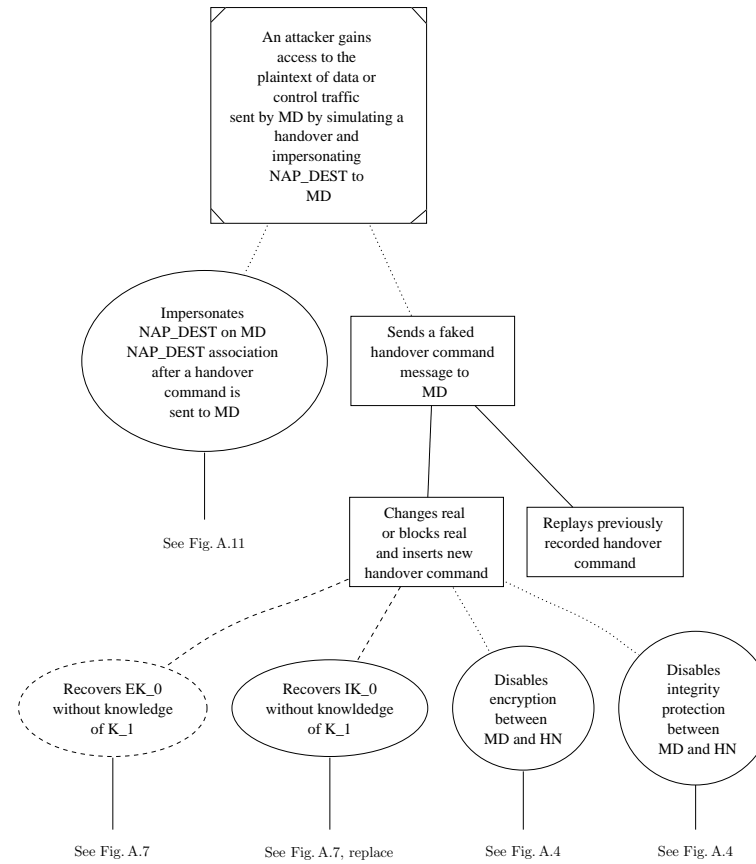 An attacker gains
access to the
plaintext of data or
control traffic
sent by MD by simulating a
handover and
impersonating
NAP_DEST to
MD
Impersonates
NAP_DEST on MD
NAP_DEST association
after a handover
command is
sent to MD
Sends a faked
handover command
message to
MD
See Fig. A.11
Changes real
or blocks real
and inserts new
handover command
Replays previously
recorded handover
command
Recovers EK_0
without knowledge
of K_1
Recovers IK_0
without knowldedge
of K_1
Disables
encryption
between
MD and HN
Disables
integrity
protection
between
MD and HN
See Fig. A.7
See Fig. A.7, replace
See Fig. A.4
See Fig. A.4